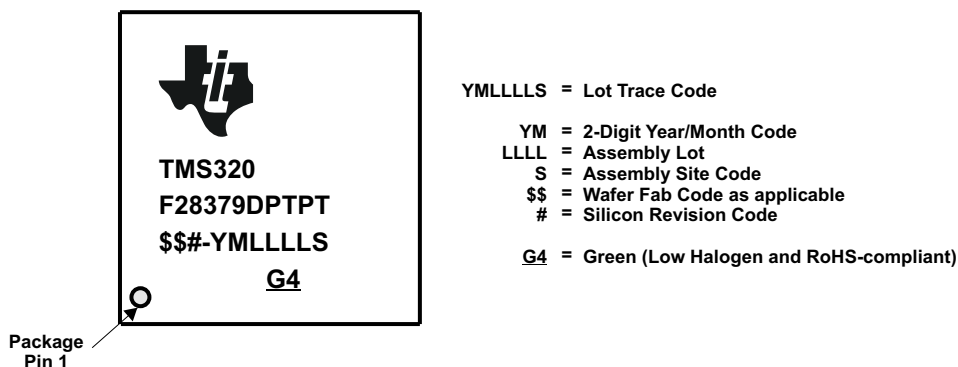 TMS320
F28379DPTPT
$$#-YMLLLLS
G4
Package
Pin 1
YMLLLLS = Lot Trace Code
YM = 2-Digit Year/Month Code
LLLL = Assembly Lot
S = Assembly Site Code
$$ = Wafer Fab Code as applicable
# = Silicon Revision Code
G4 = Green (Low Halogen and RoHS-compliant)